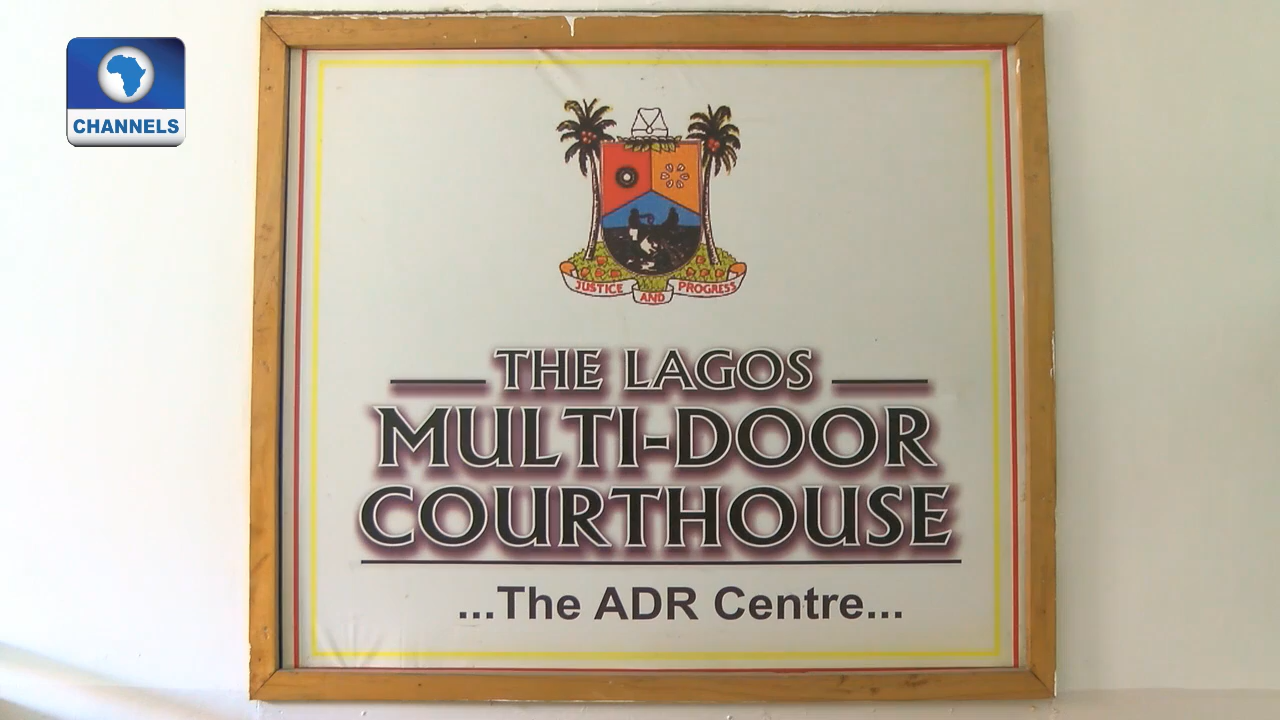 CHANNELS
JUSTICE AND PROGRESS
THE LAGOS
MULTI-DOOR
COURTHOUSE
...The ADR Centre...